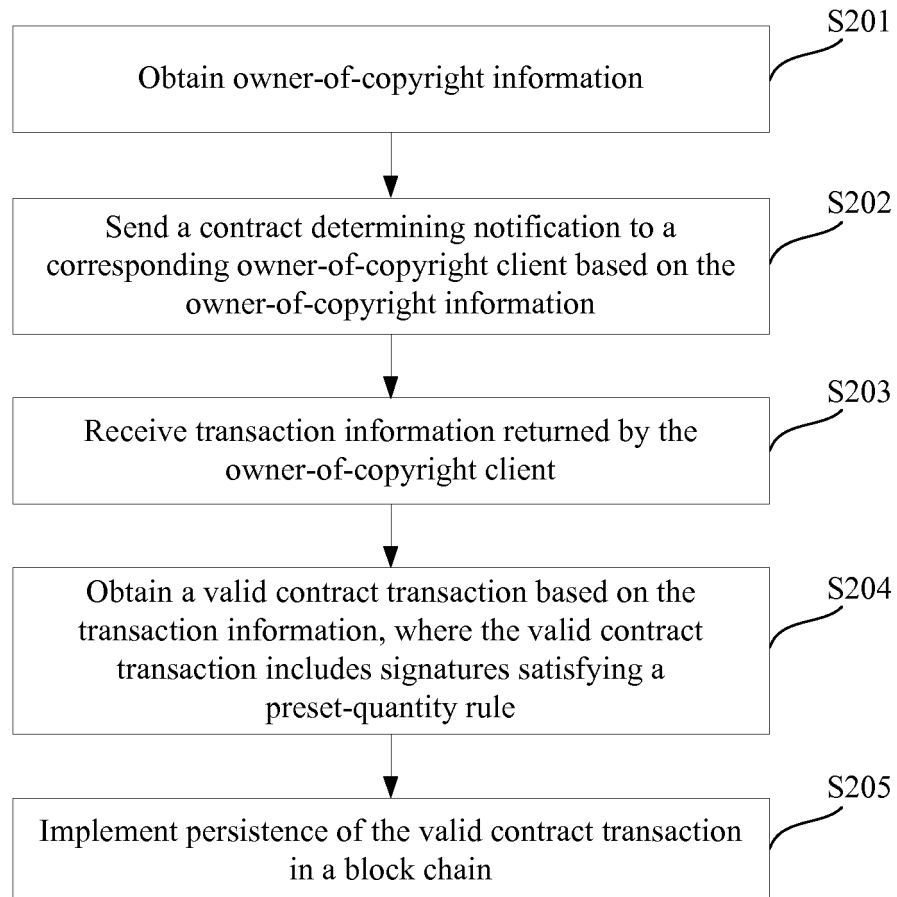 S201
Obtain owner-of-copyright information
S202
Send a contract determining notification to a
corresponding owner-of-copyright client based on the
owner-of-copyright information
S203
Receive transaction information returned by the
owner-of-copyright client
S204
Obtain a valid contract transaction based on the
transaction information, where the valid contract
transaction includes signatures satisfying a
preset-quantity rule
S205
Implement persistence of the valid contract transaction
in a block chain